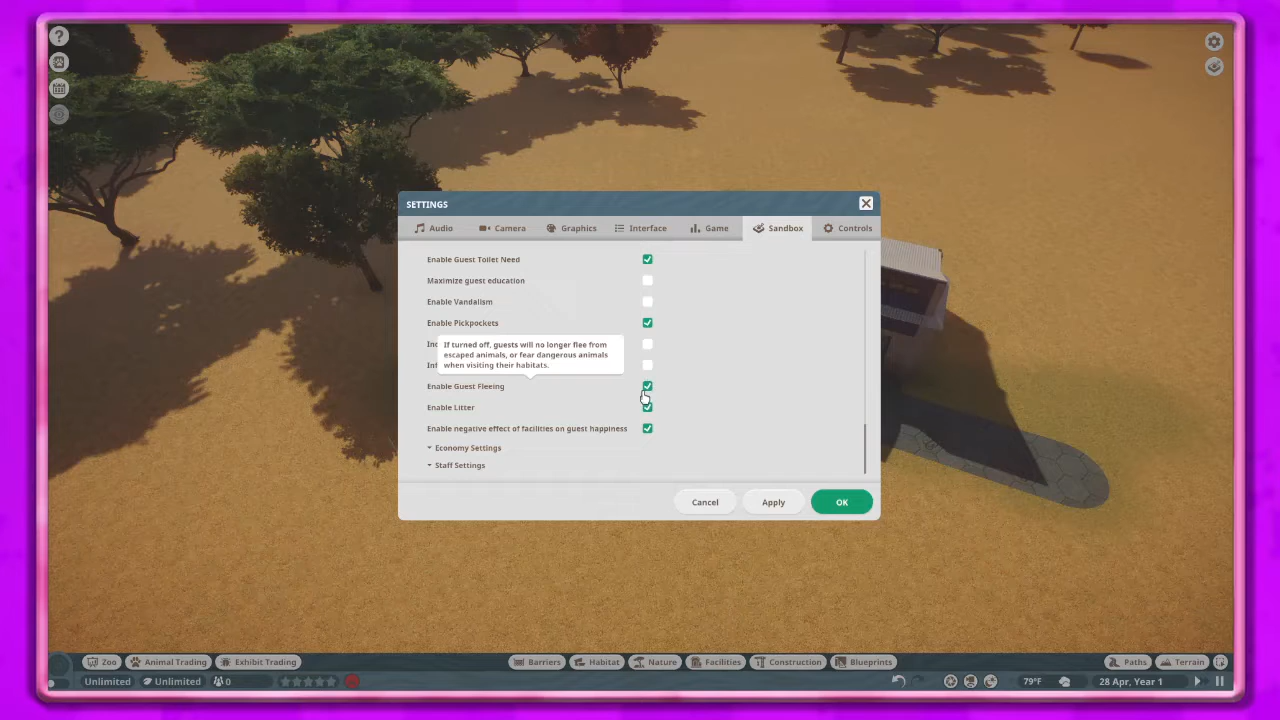 ?
SETTINGS
Audio Camera Graphics Interface Game Sandbox Controls
Enable Guest Toilet Need
Maximize guest education
Enable Vandalism
Enable Pickpockets
If turned off, guests will no longer flee from
escaped animals, or fear dangerous animals
when visiting their habitats.
Enable Guest Fleeing
Enable Litter
Enable negative effect of facilities on guest happiness
Economy Settings
Staff Settings
Cancel Apply OK
Zoo Animal Trading Exhibit Trading Barriers Habitat Nature Facilities Construction Blueprints Paths Terrain
Unlimited Unlimited 0 79°F 28 Apr, Year 1